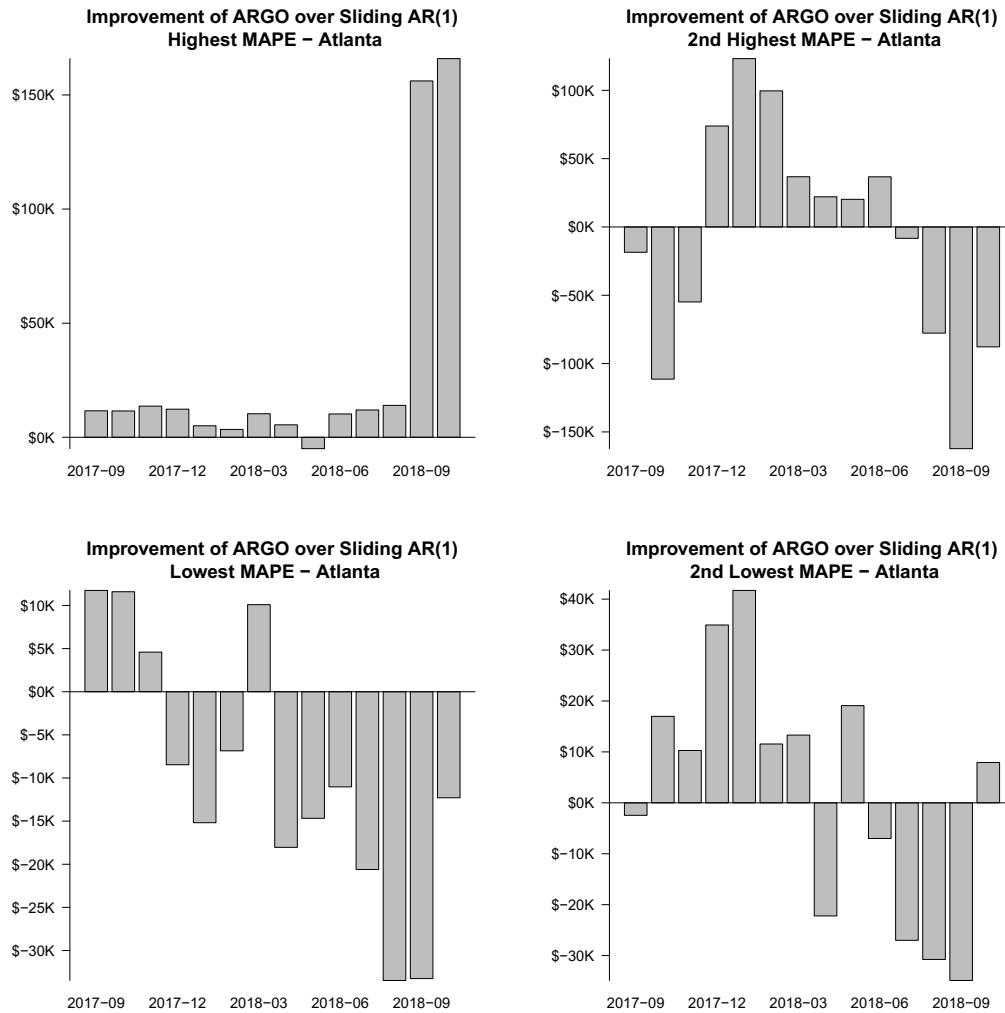 Improvement of ARGO over Sliding AR(1)
Highest MAPE − Atlanta
$150K
$100K
$50K
$0K
2017−09 2017−12 2018−03 2018−06 2018−09
Improvement of ARGO over Sliding AR(1)
2nd Highest MAPE − Atlanta
$100K
$50K
$0K
$−50K
$−100K
$−150K
2017−09 2017−12 2018−03 2018−06 2018−09
Improvement of ARGO over Sliding AR(1)
Lowest MAPE − Atlanta
$10K
$5K
$0K
$−5K
$−10K
$−15K
$−20K
$−25K
$−30K
2017−09 2017−12 2018−03 2018−06 2018−09
Improvement of ARGO over Sliding AR(1)
2nd Lowest MAPE − Atlanta
$40K
$30K
$20K
$10K
$0K
$−10K
$−20K
$−30K
2017−09 2017−12 2018−03 2018−06 2018−09